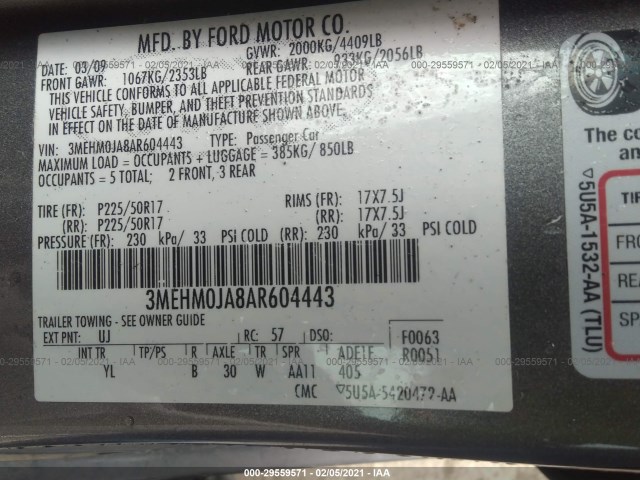 000-29559571 - 02/05/2021 - IAA
MFD. BY FORD MOTOR CO.
DATE: 03/09 GVWR: 2000KG/4409LB
FRONT GAWR: 1067KG/2353LB REAR GAWR: 933KG/2056LB
THIS VEHICLE CONFORMS TO ALL APPLICABLE FEDERAL MOTOR
VEHICLE SAFETY, BUMPER, AND THEFT PREVENTION STANDARDS
IN EFFECT ON THE DATE OF MANUFACTURE SHOWN ABOVE.
VIN: 3MEHM0JA8AR604443 TYPE: Passenger Car
MAXIMUM LOAD = OCCUPANTS + LUGGAGE = 385KG/850LB
OCCUPANTS = 5 TOTAL; 2 FRONT, 3 REAR
TIRE (FR): P225/50R17 RIMS (FR): 17X7.5J
(RR): P225/50R17 (RR): 17X7.5J
PRESSURE (FR): 230 kPa/ 33 PSI COLD (RR): 230 kPa/ 33 PSI COLD
3MEHM0JA8AR604443
TRAILER TOWING - SEE OWNER GUIDE
EXT PNT: UJ RC: 57 DSO: F0063
INT TR TP/PS R AXLE TR SPR ADE1F R0051
YL B 30 W AA11 405
CMC ▽5U5A-5420472-AA
▽5U5A-1532-AA (TLU)
The co
an
TIR
FRO
REA
SP